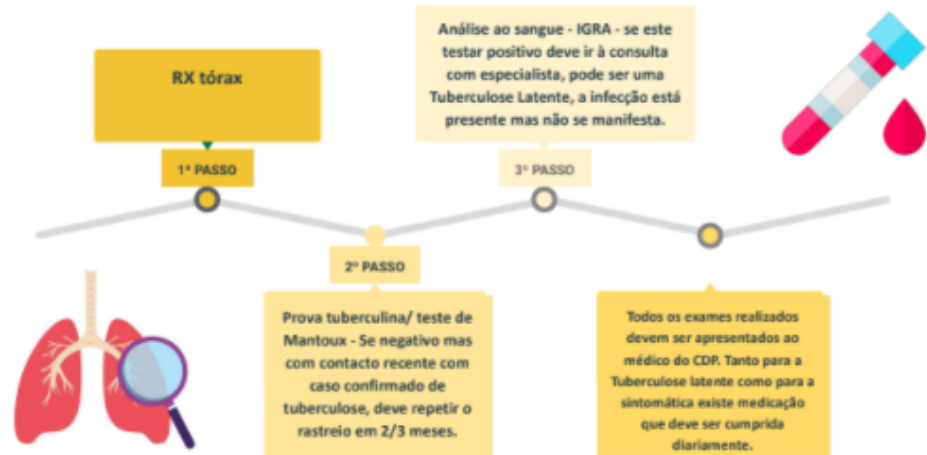 RX tórax
1ª PASSO
2º PASSO
Prova tuberculina/ teste de
Mantoux - Se negativo mas
com contacto recente com
caso confirmado de
tuberculose, deve repetir o
rastreio em 2/3 meses.
Análise ao sangue - IGRA - se este
testar positivo deve ir à consulta
com especialista, pode ser uma
Tuberculose Latente, a infecção está
presente mas não se manifesta.
3º PASSO
Todos os exames realizados
devem ser apresentados ao
médico do CDP. Tanto para a
Tuberculose latente como para a
sintomática existe medicação
que deve ser cumprida
diariamente.